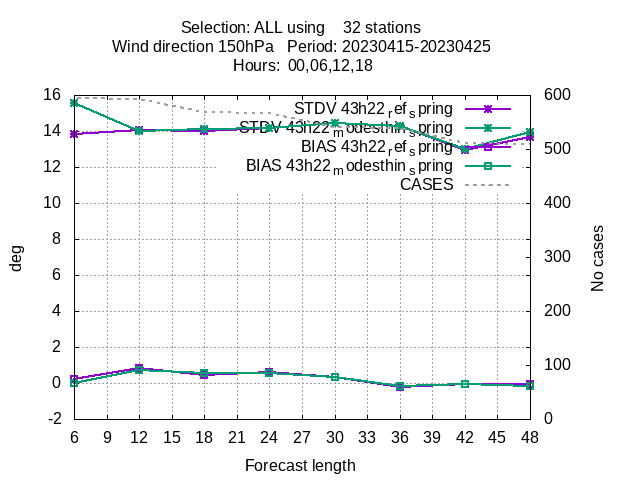 Selection: ALL using 32 stations
Wind direction 150hPa Period: 20230415-20230425
Hours: 00,06,12,18
STDV 43h22_ref_spring
STDV 43h22_modesthin_spring
BIAS 43h22_ref_spring
BIAS 43h22_modesthin_spring
CASES
16
14
12
10
8
6
4
2
0
-2
deg
600
500
400
300
200
100
0
No cases
6 9 12 15 18 21 24 27 30 33 36 39 42 45 48
Forecast length